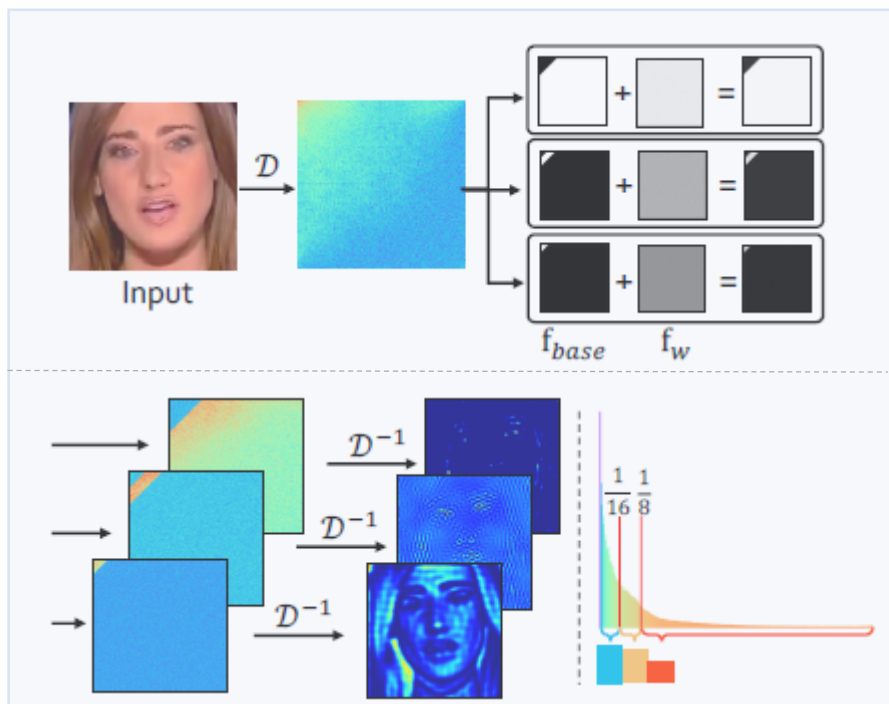 𝒟
+ =
+ =
Input
+ =
f_base f_w
𝒟⁻¹
1/16 1/8
𝒟⁻¹
𝒟⁻¹